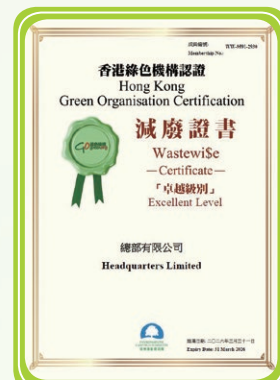 香港綠色機構認證
Hong Kong
Green Organisation Certification
減廢證書
Wastewi$e
—Certificate—
「卓越級別」
Excellent Level
總部有限公司
Headquarters Limited